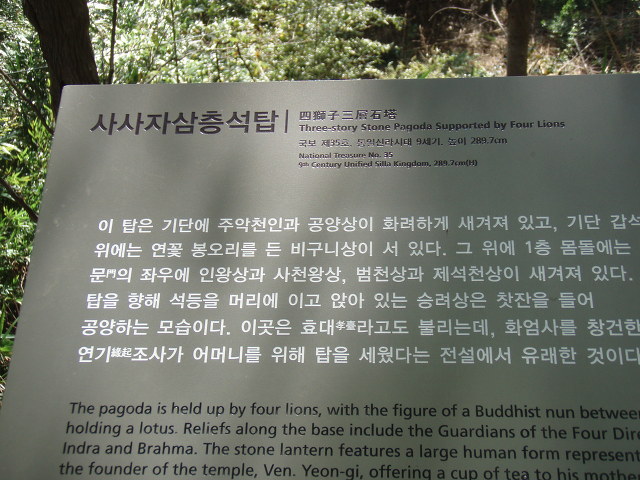 사사자삼층석탑
四獅子三層石塔
Three-story Stone Pagoda Supported by Four Lions
국보 제35호, 통일신라시대 9세기, 높이 289.7cm
National Treasure No. 35
9th Century Unified Silla Kingdom, 289.7cm(H)
이 탑은 기단에 주악천인과 공양상이 화려하게 새겨져 있고, 기단 갑석
위에는 연꽃 봉오리를 든 비구니상이 서 있다. 그 위에 1층 몸돌에는
문門의 좌우에 인왕상과 사천왕상, 범천상과 제석천상이 새겨져 있다.
탑을 향해 석등을 머리에 이고 앉아 있는 승려상은 찻잔을 들어
공양하는 모습이다. 이곳은 효대孝臺라고도 불리는데, 화엄사를 창건한
연기緣起조사가 어머니를 위해 탑을 세웠다는 전설에서 유래한 것이다
The pagoda is held up by four lions, with the figure of a Buddhist nun between
holding a lotus. Reliefs along the base include the Guardians of the Four Dire
Indra and Brahma. The stone lantern features a large human form represent
the founder of the temple, Ven. Yeon-gi, offering a cup of tea to his mothe